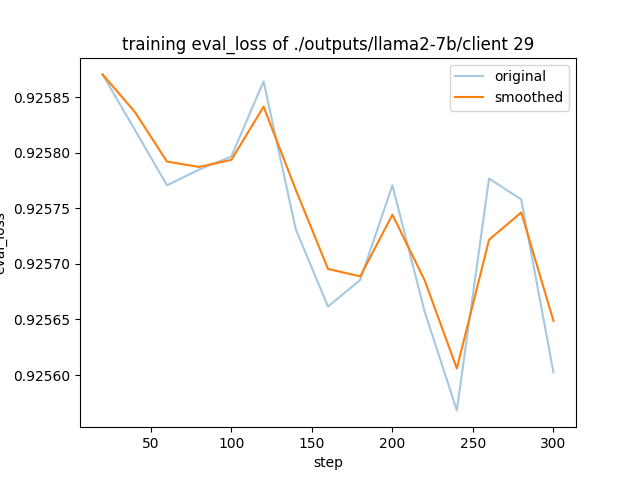 training eval_loss of ./outputs/llama2-7b/client 29
original
smoothed
0.92585
0.92580
0.92575
0.92570
0.92565
0.92560
eval_loss
50 100 150 200 250 300
step